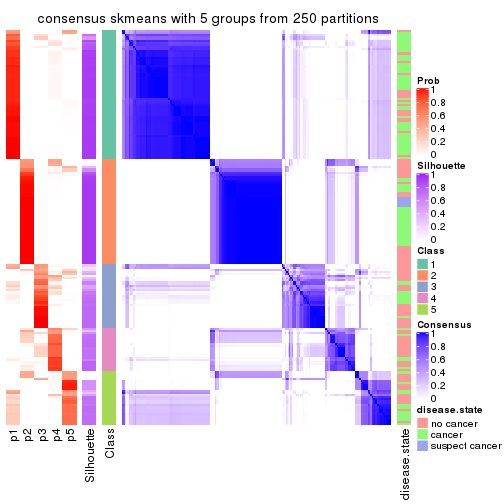 consensus skmeans with 5 groups from 250 partitions
Prob
1
0.8
0.6
0.4
0.2
0
Silhouette
1
0.8
0.6
0.4
0.2
0
Class
1
2
3
4
5
Consensus
1
0.8
0.6
0.4
0.2
0
disease.state
no cancer
cancer
suspect cancer
p1
p2
p3
p4
p5
Silhouette
Class
disease.state